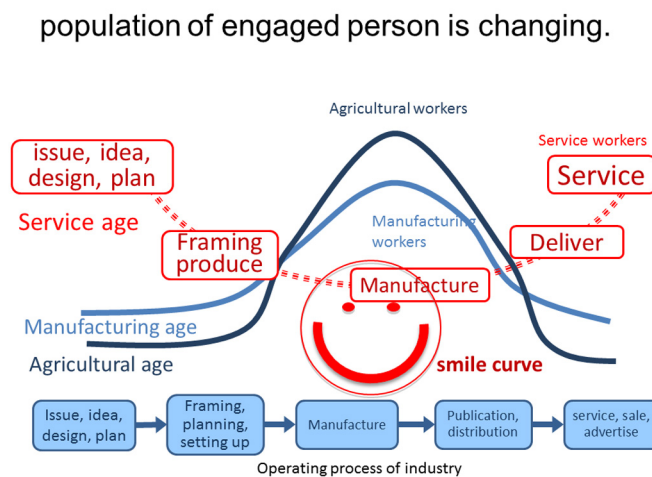 population of engaged person is changing.
Agricultural workers
issue, idea,
design, plan
Service workers
Service
Service age
Manufacturing
workers
Framing
produce
Deliver
Manufacture
Manufacturing age
Agricultural age
smile curve
Issue, idea,
design, plan
Framing,
planning,
setting up
Manufacture
Publication,
distribution
service, sale,
advertise
Operating process of industry